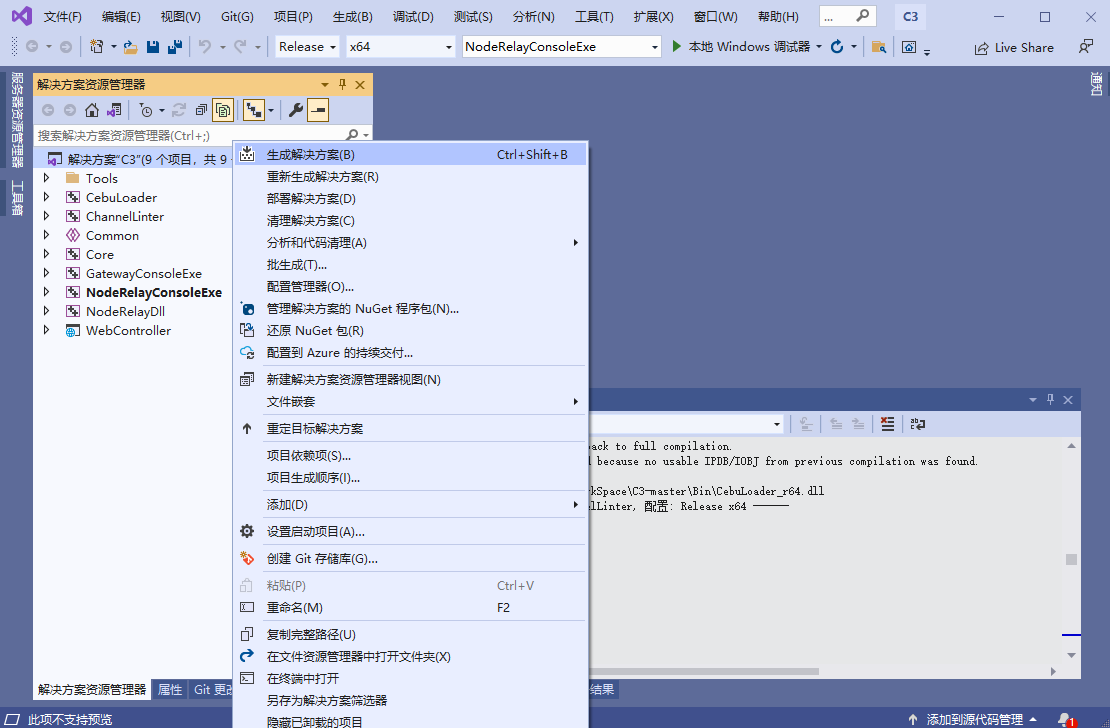 文件(F) 编辑(E) 视图(V) Git(G) 项目(P) 生成(B) 调试(D) 测试(S) 分析(N) 工具(T) 扩展(X) 窗口(W) 帮助(H) ... C3
Release x64 NodeRelayConsoleExe 本地 Windows 调试器 Live Share
服务器资源管理器
工具箱
通知
解决方案资源管理器
搜索解决方案资源管理器(Ctrl+;)
解决方案"C3"(9 个项目，共 9
Tools
CebuLoader
ChannelLinter
Common
Core
GatewayConsoleExe
NodeRelayConsoleExe
NodeRelayDll
WebController
生成解决方案(B) Ctrl+Shift+B
重新生成解决方案(R)
部署解决方案(D)
清理解决方案(C)
分析和代码清理(A)
批生成(T)...
配置管理器(O)...
管理解决方案的 NuGet 程序包(N)...
还原 NuGet 包(R)
配置到 Azure 的持续交付...
新建解决方案资源管理器视图(N)
文件嵌套
重定目标解决方案
项目依赖项(S)...
项目生成顺序(I)...
添加(D)
设置启动项目(A)...
创建 Git 存储库(G)...
粘贴(P) Ctrl+V
重命名(M) F2
复制完整路径(U)
在文件资源管理器中打开文件夹(X)
在终端中打开
另存为解决方案筛选器
隐藏已卸载的项目
back to full compilation.
because no usable IPDB/IOBJ from previous compilation was found.
kSpace\C3-master\Bin\CebuLoader_r64.dll
lLinter, 配置: Release x64 ------
解决方案资源管理器 属性 Git 更改 结果
此项不支持预览 添加到源代码管理 1